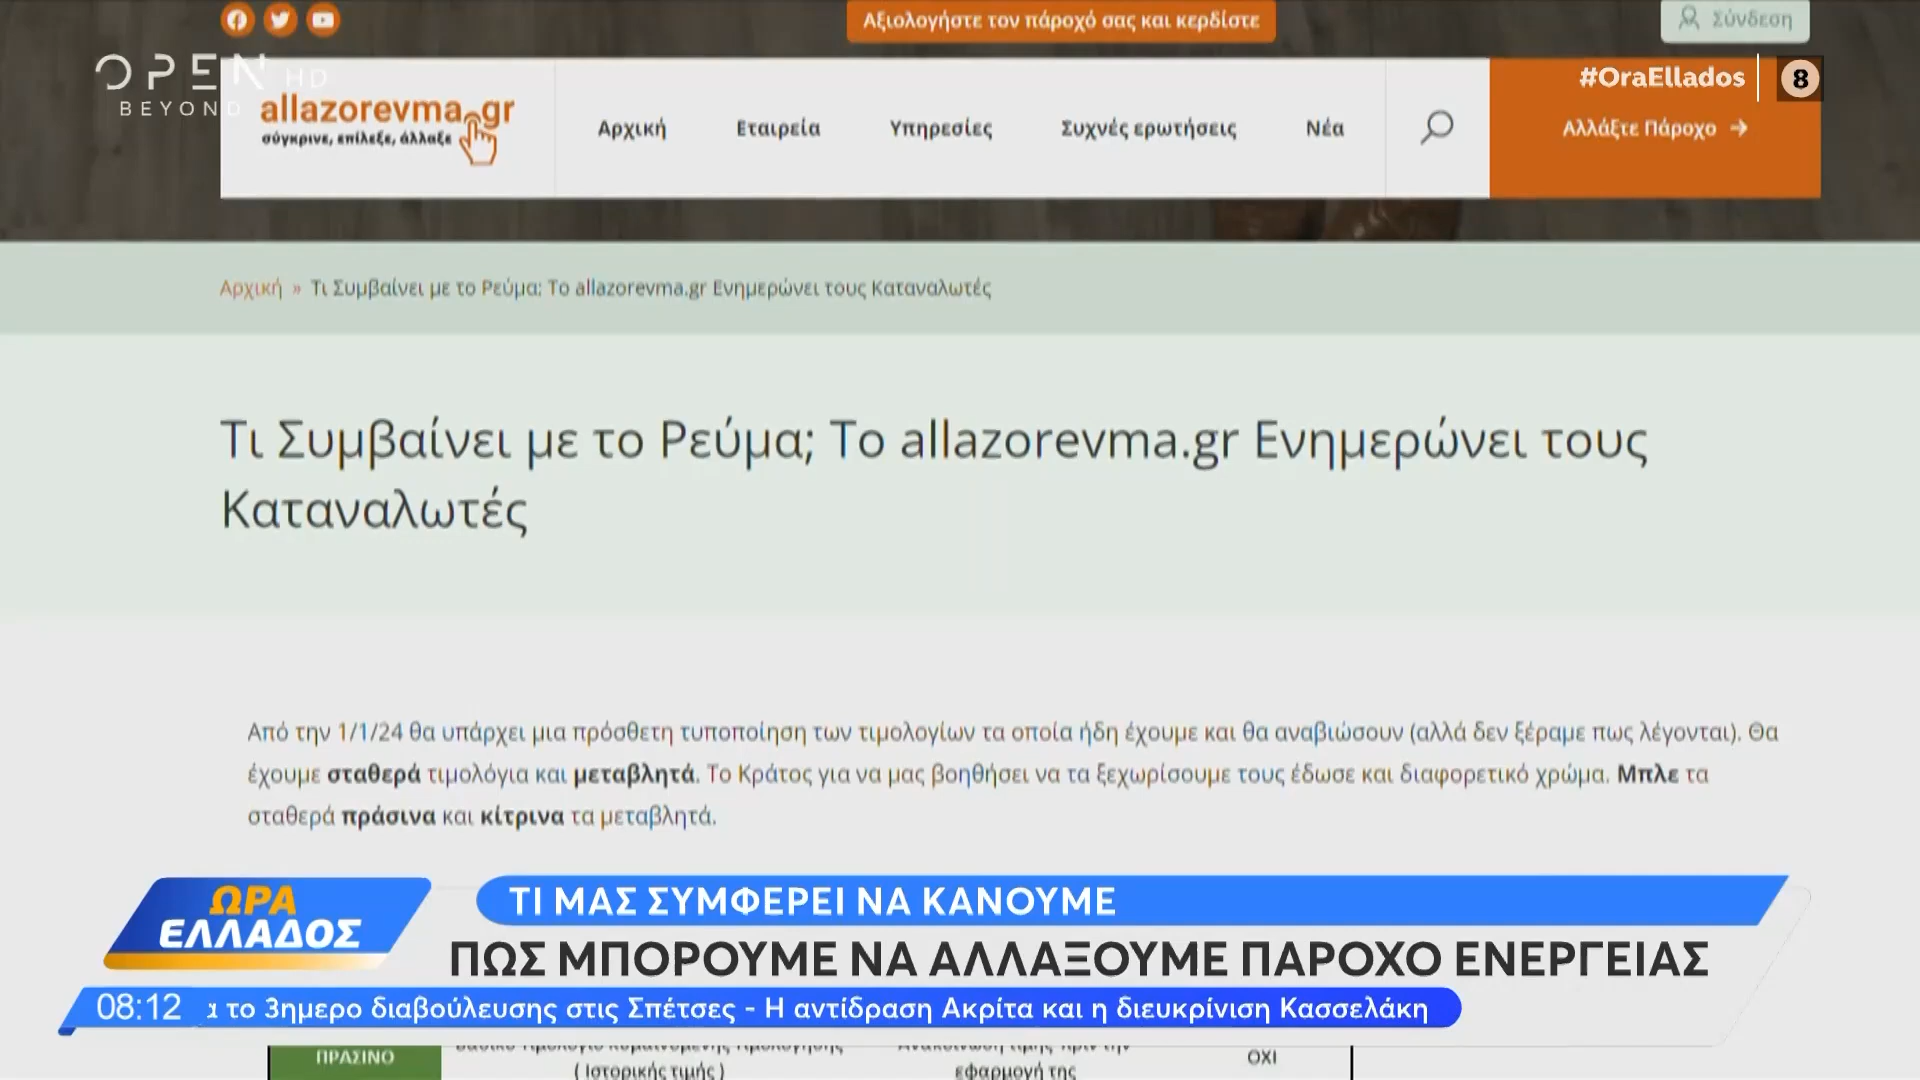 Αξιολογήστε τον πάροχό σας και κερδίστε
Σύνδεση
OPEN HD
BEYOND
#OraEllados
8
allazorevma.gr
σύγκρινε, επίλεξε, άλλαξε
Αρχική
Εταιρεία
Υπηρεσίες
Συχνές ερωτήσεις
Νέα
Αλλάξτε Πάροχο →
Αρχική » Τι Συμβαίνει με το Ρεύμα; Το allazorevma.gr Ενημερώνει τους Καταναλωτές
Τι Συμβαίνει με το Ρεύμα; Το allazorevma.gr Ενημερώνει τους
Καταναλωτές
Από την 1/1/24 θα υπάρχει μια πρόσθετη τυποποίηση των τιμολογίων τα οποία ήδη έχουμε και θα αναβιώσουν (αλλά δεν ξέραμε πως λέγονται). Θα
έχουμε σταθερά τιμολόγια και μεταβλητά. Το Κράτος για να μας βοηθήσει να τα ξεχωρίσουμε τους έδωσε και διαφορετικό χρώμα. Μπλε τα
σταθερά πράσινα και κίτρινα τα μεταβλητά.
ΩΡΑ
ΕΛΛΑΔΟΣ
ΤΙ ΜΑΣ ΣΥΜΦΕΡΕΙ ΝΑ ΚΑΝΟΥΜΕ
ΠΩΣ ΜΠΟΡΟΥΜΕ ΝΑ ΑΛΛΑΞΟΥΜΕ ΠΑΡΟΧΟ ΕΝΕΡΓΕΙΑΣ
08:12
το 3ημερο διαβούλευσης στις Σπέτσες - Η αντίδραση Ακρίτα και η διευκρίνιση Κασσελάκη
ΠΡΑΣΙΝΟ
( Ιστορικής τιμής )
εφαρμογή της
ΟΧΙ